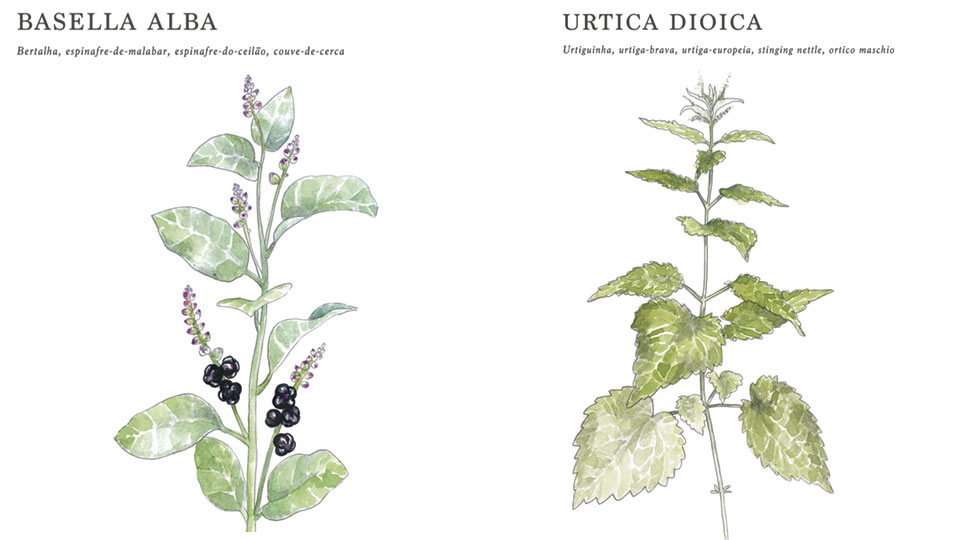 BASELLA ALBA
Bertalha, espinafre-de-malabar, espinafre-do-ceilão, couve-de-cerca
URTICA DIOICA
Urtiguinha, urtiga-brava, urtiga-europeia, stinging nettle, ortico maschio